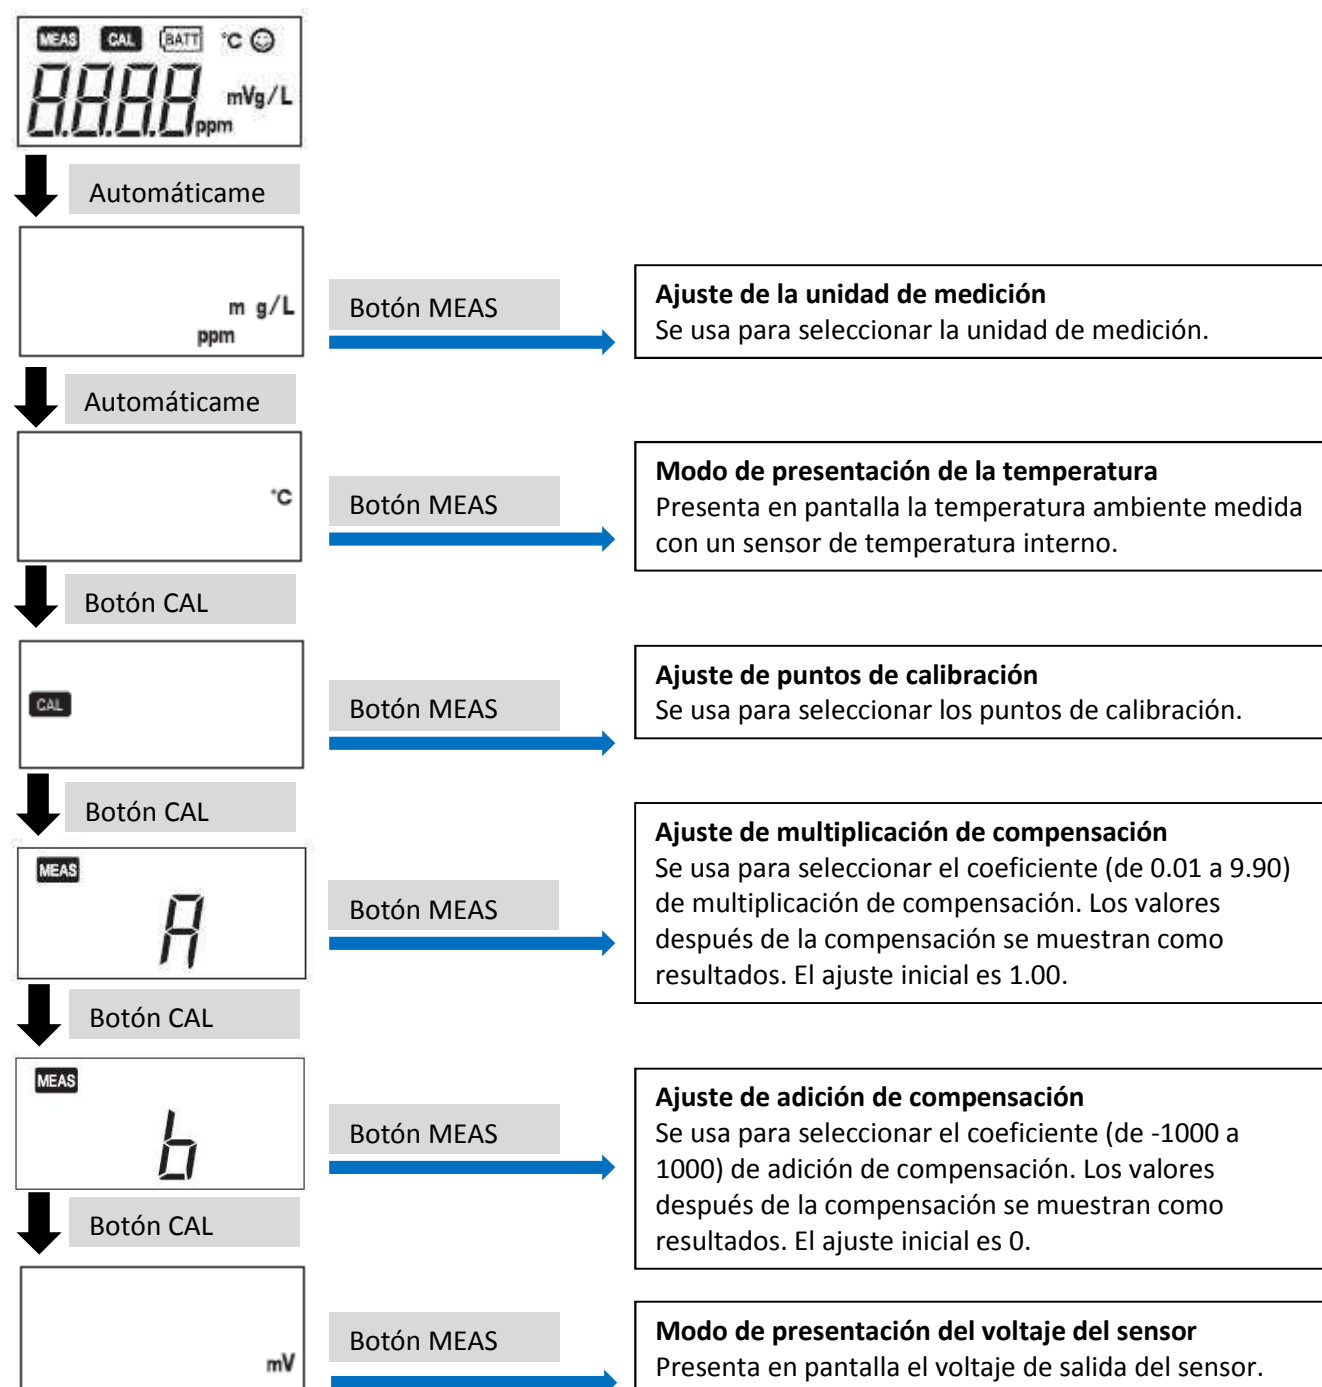 MEAS CAL BATT °C
8.8.8.8 mVg/L
ppm
Automáticame
m g/L
ppm
Botón MEAS
Ajuste de la unidad de medición
Se usa para seleccionar la unidad de medición.
Automáticame
°C
Botón MEAS
Modo de presentación de la temperatura
Presenta en pantalla la temperatura ambiente medida
con un sensor de temperatura interno.
Botón CAL
CAL
Botón MEAS
Ajuste de puntos de calibración
Se usa para seleccionar los puntos de calibración.
Botón CAL
MEAS
A
Botón MEAS
Ajuste de multiplicación de compensación
Se usa para seleccionar el coeficiente (de 0.01 a 9.90)
de multiplicación de compensación. Los valores
después de la compensación se muestran como
resultados. El ajuste inicial es 1.00.
Botón CAL
MEAS
b
Botón MEAS
Ajuste de adición de compensación
Se usa para seleccionar el coeficiente (de -1000 a
1000) de adición de compensación. Los valores
después de la compensación se muestran como
resultados. El ajuste inicial es 0.
Botón CAL
mV
Botón MEAS
Modo de presentación del voltaje del sensor
Presenta en pantalla el voltaje de salida del sensor.